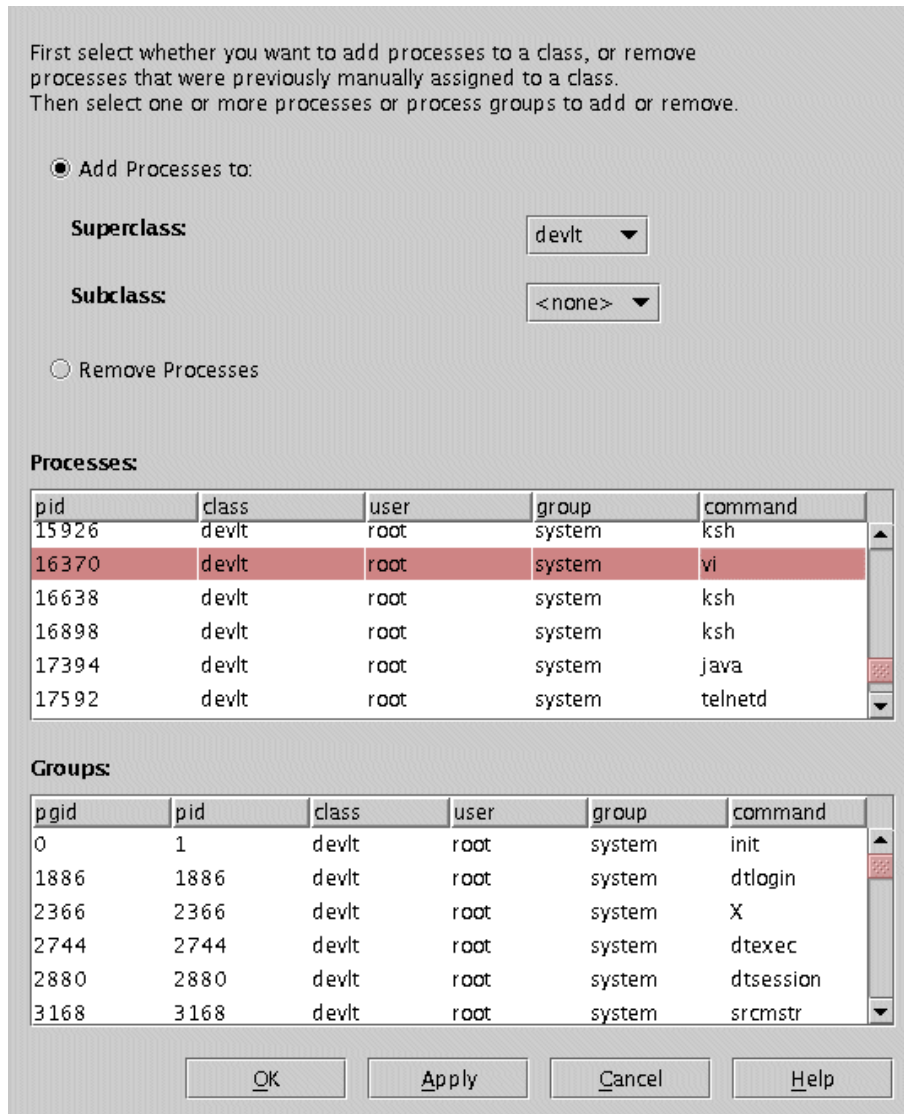 First select whether you want to add processes to a class, or remove
processes that were previously manually assigned to a class.
Then select one or more processes or process groups to add or remove.
Add Processes to:
Superclass: devlt
Subclass: <none>
Remove Processes
Processes:
pid class user group command
15926 devlt root system ksh
16370 devlt root system vi
16638 devlt root system ksh
16898 devlt root system ksh
17394 devlt root system java
17592 devlt root system telnetd
Groups:
pgid pid class user group command
0 1 devlt root system init
1886 1886 devlt root system dtlogin
2366 2366 devlt root system X
2744 2744 devlt root system dtexec
2880 2880 devlt root system dtsession
3168 3168 devlt root system srcmstr
OK Apply Cancel Help